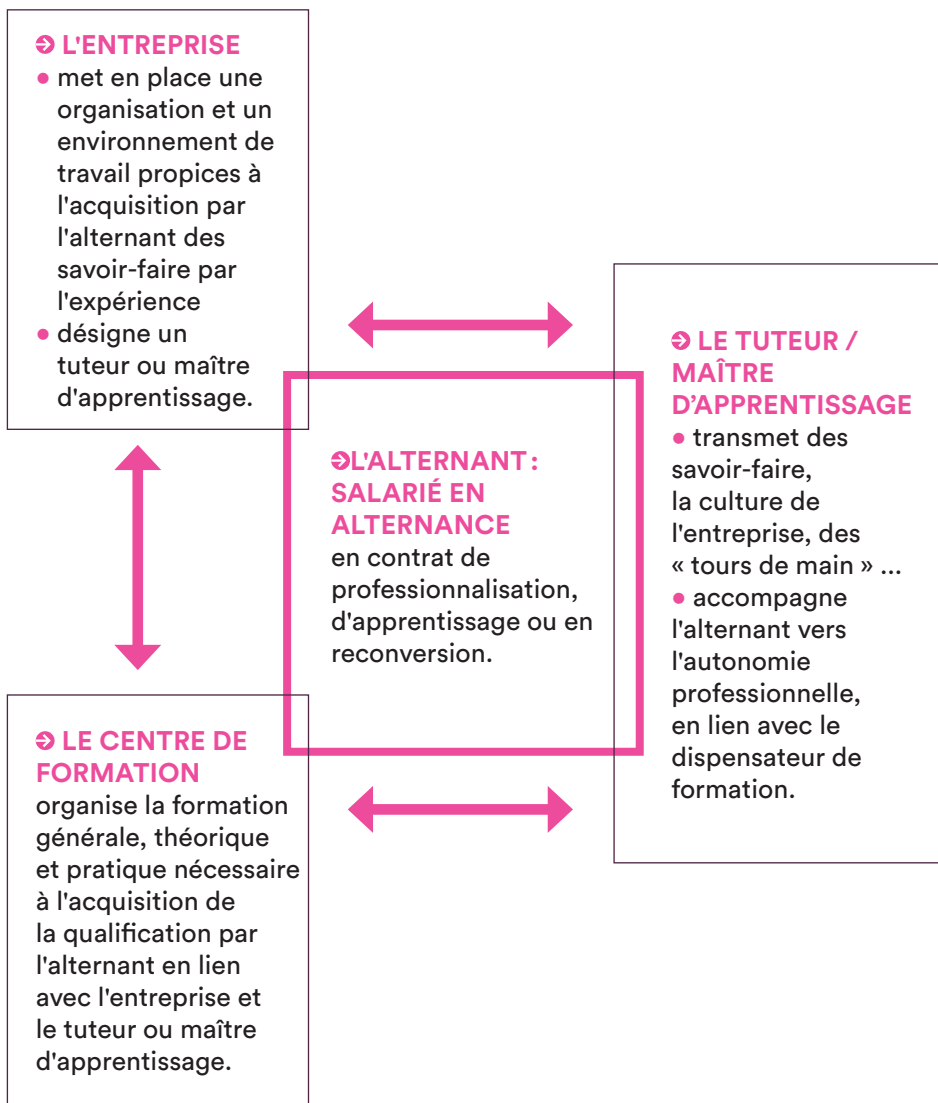 ➲ L'ENTREPRISE
● met en place une
organisation et un
environnement de
travail propices à
l'acquisition par
l'alternant des
savoir-faire par
l'expérience
● désigne un
tuteur ou maître
d'apprentissage.
➲L'ALTERNANT :
SALARIÉ EN
ALTERNANCE
en contrat de
professionnalisation,
d'apprentissage ou en
reconversion.
➲ LE TUTEUR /
MAÎTRE
D’APPRENTISSAGE
● transmet des
savoir-faire,
la culture de
l'entreprise, des
« tours de main » ...
● accompagne
l'alternant vers
l'autonomie
professionnelle,
en lien avec le
dispensateur de
formation.
➲ LE CENTRE DE
FORMATION
organise la formation
générale, théorique
et pratique nécessaire
à l'acquisition de
la qualification par
l'alternant en lien
avec l'entreprise et
le tuteur ou maître
d'apprentissage.